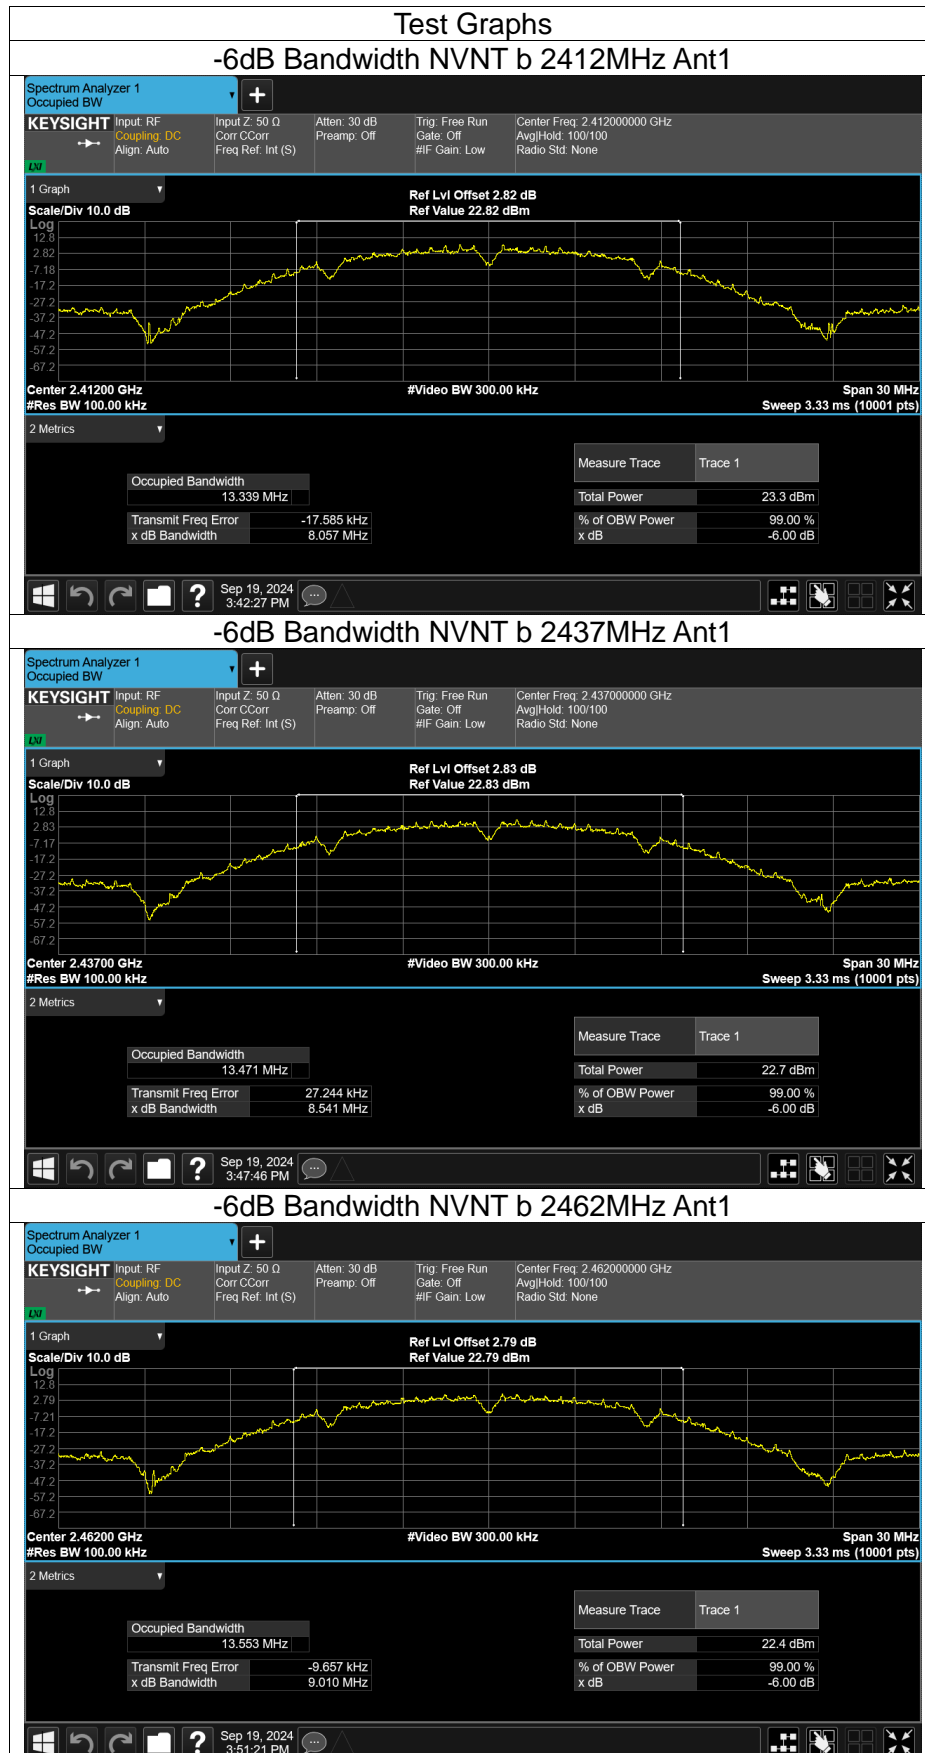 Test Graphs
-6dB Bandwidth NVNT b 2412MHz Ant1
Spectrum Analyzer 1
Occupied BW
KEYSIGHT Input: RF Input Z: 50 Ω Atten: 30 dB Trig: Free Run Center Freq: 2.412000000 GHz
Coupling: DC Corr CCorr Preamp: Off Gate: Off Avg|Hold: 100/100
Align: Auto Freq Ref: Int (S) #IF Gain: Low Radio Std: None
LXI
1 Graph
Ref Lvl Offset 2.82 dB
Scale/Div 10.0 dB Ref Value 22.82 dBm
Log
12.8
2.82
-7.18
-17.2
-27.2
-37.2
-47.2
-57.2
-67.2
Center 2.41200 GHz #Video BW 300.00 kHz Span 30 MHz
#Res BW 100.00 kHz Sweep 3.33 ms (10001 pts)
2 Metrics
Measure Trace Trace 1
Occupied Bandwidth
13.339 MHz Total Power 23.3 dBm
Transmit Freq Error -17.585 kHz % of OBW Power 99.00 %
x dB Bandwidth 8.057 MHz x dB -6.00 dB
Sep 19, 2024
3:42:27 PM
-6dB Bandwidth NVNT b 2437MHz Ant1
Spectrum Analyzer 1
Occupied BW
KEYSIGHT Input: RF Input Z: 50 Ω Atten: 30 dB Trig: Free Run Center Freq: 2.437000000 GHz
Coupling: DC Corr CCorr Preamp: Off Gate: Off Avg|Hold: 100/100
Align: Auto Freq Ref: Int (S) #IF Gain: Low Radio Std: None
LXI
1 Graph
Ref Lvl Offset 2.83 dB
Scale/Div 10.0 dB Ref Value 22.83 dBm
Log
12.8
2.83
-7.17
-17.2
-27.2
-37.2
-47.2
-57.2
-67.2
Center 2.43700 GHz #Video BW 300.00 kHz Span 30 MHz
#Res BW 100.00 kHz Sweep 3.33 ms (10001 pts)
2 Metrics
Measure Trace Trace 1
Occupied Bandwidth
13.471 MHz Total Power 22.7 dBm
Transmit Freq Error 27.244 kHz % of OBW Power 99.00 %
x dB Bandwidth 8.541 MHz x dB -6.00 dB
Sep 19, 2024
3:47:46 PM
-6dB Bandwidth NVNT b 2462MHz Ant1
Spectrum Analyzer 1
Occupied BW
KEYSIGHT Input: RF Input Z: 50 Ω Atten: 30 dB Trig: Free Run Center Freq: 2.462000000 GHz
Coupling: DC Corr CCorr Preamp: Off Gate: Off Avg|Hold: 100/100
Align: Auto Freq Ref: Int (S) #IF Gain: Low Radio Std: None
LXI
1 Graph
Ref Lvl Offset 2.79 dB
Scale/Div 10.0 dB Ref Value 22.79 dBm
Log
12.8
2.79
-7.21
-17.2
-27.2
-37.2
-47.2
-57.2
-67.2
Center 2.46200 GHz #Video BW 300.00 kHz Span 30 MHz
#Res BW 100.00 kHz Sweep 3.33 ms (10001 pts)
2 Metrics
Measure Trace Trace 1
Occupied Bandwidth
13.553 MHz Total Power 22.4 dBm
Transmit Freq Error -9.657 kHz % of OBW Power 99.00 %
x dB Bandwidth 9.010 MHz x dB -6.00 dB
Sep 19, 2024
3:51:21 PM